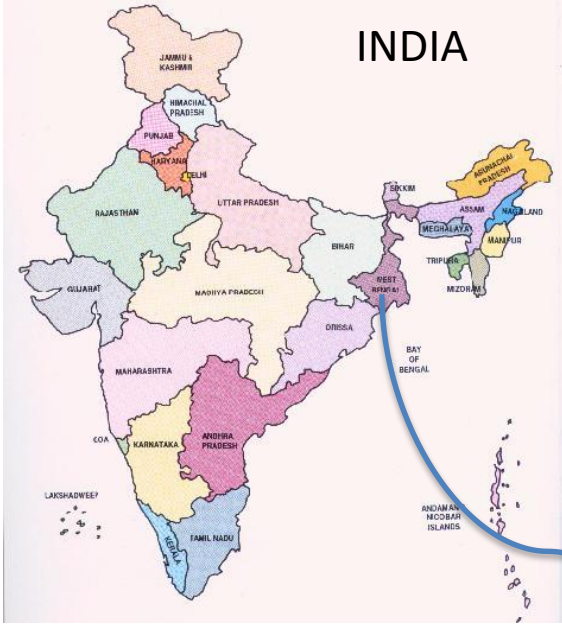 INDIA
JAMMU &
KASHMIR
HIMACHAL
PRADESH
PUNJAB
HARYANA
DELHI
UTTAR PRADESH
RAJASTHAN
SIKKIM
ARUNACHAL
PRADESH
ASSAM
NAGALAND
MEGHALAYA
MANIPUR
BIHAR
TRIPURA
MIZORAM
GUJARAT
MADHYA PRADESH
WEST
BENGAL
ORISSA
BAY
OF
BENGAL
MAHARASHTRA
GOA
KARNATAKA
ANDHRA
PRADESH
LAKSHADWEEP
ANDAMAN
NICOBAR
ISLANDS
KERALA
TAMIL NADU